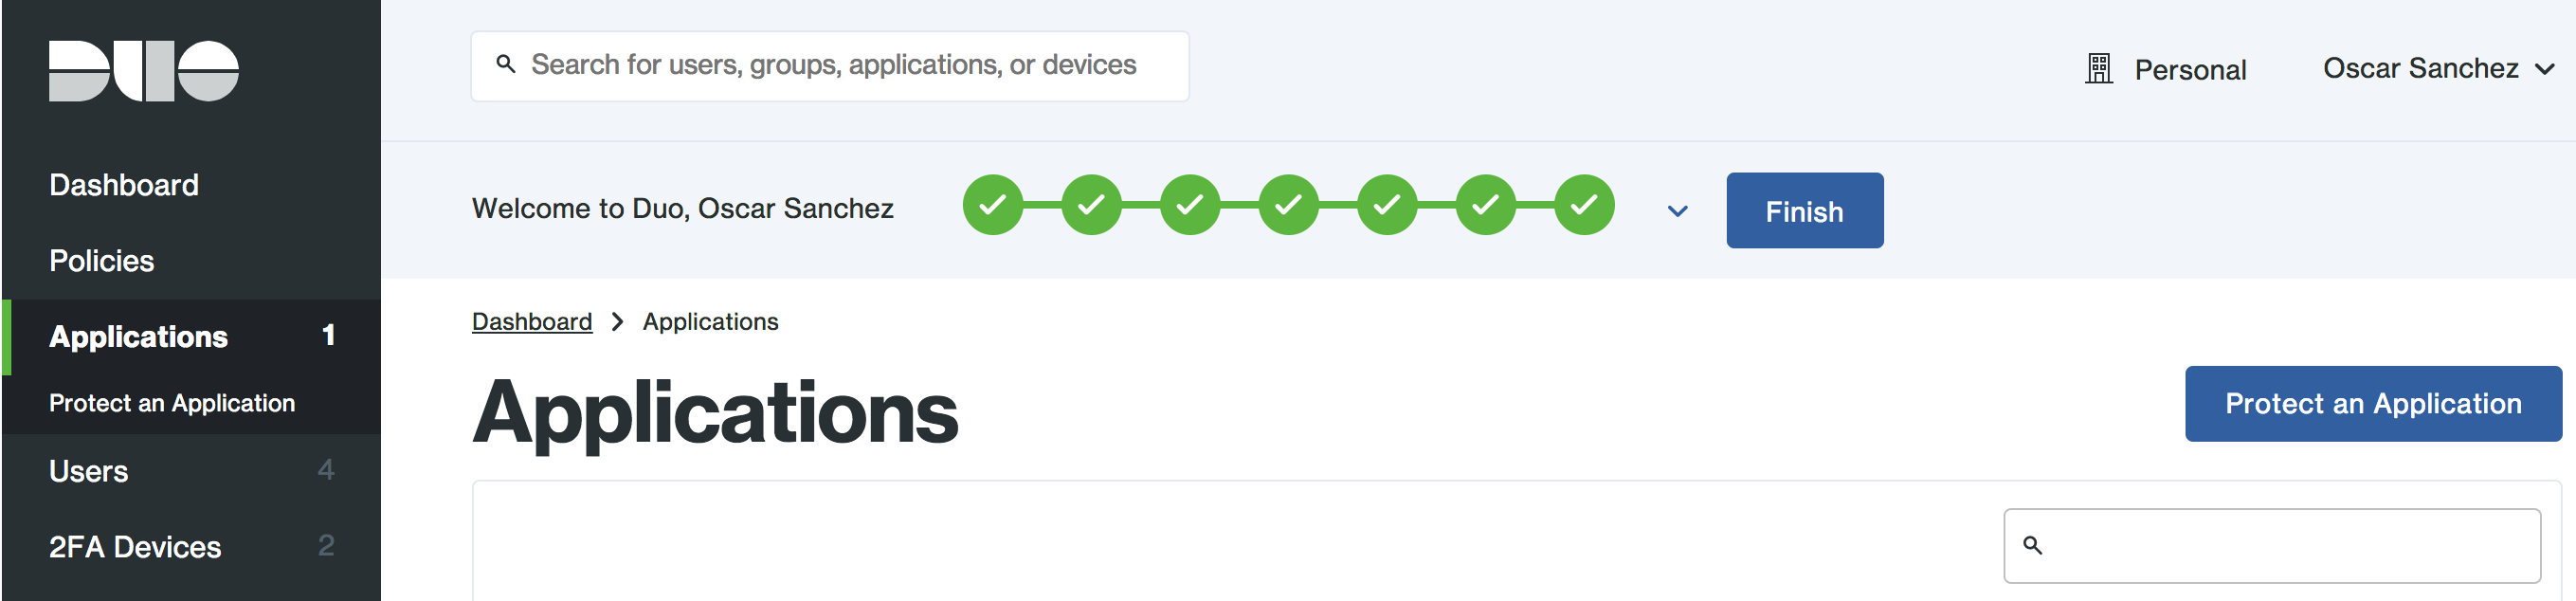 DUO
Dashboard
Policies
Applications 1
Protect an Application
Users 4
2FA Devices 2
Search for users, groups, applications, or devices
Personal
Oscar Sanchez
Welcome to Duo, Oscar Sanchez
Finish
Dashboard > Applications
Applications
Protect an Application